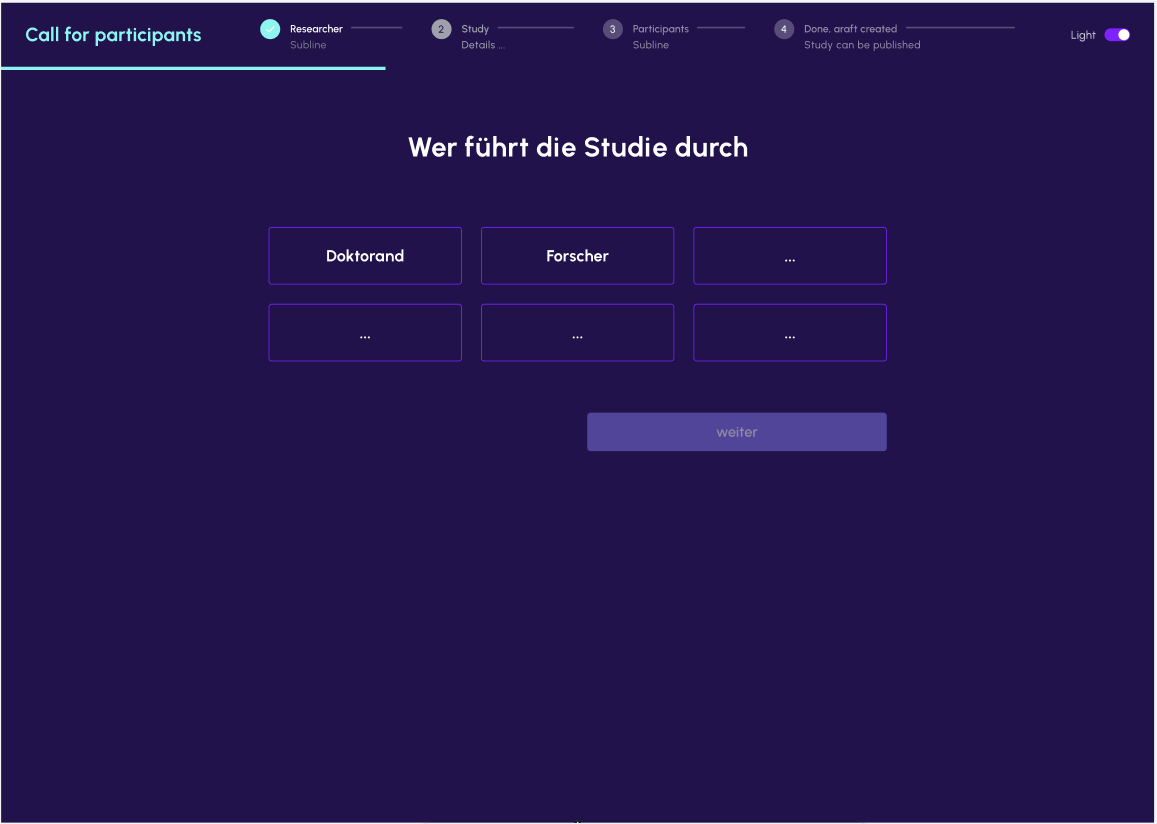 Call for participants
Researcher
Subline
2
Study
Details ...
3
Participants
Subline
4
Done, araft created
Study can be published
Light
Wer führt die Studie durch
Doktorand
Forscher
...
...
...
...
weiter